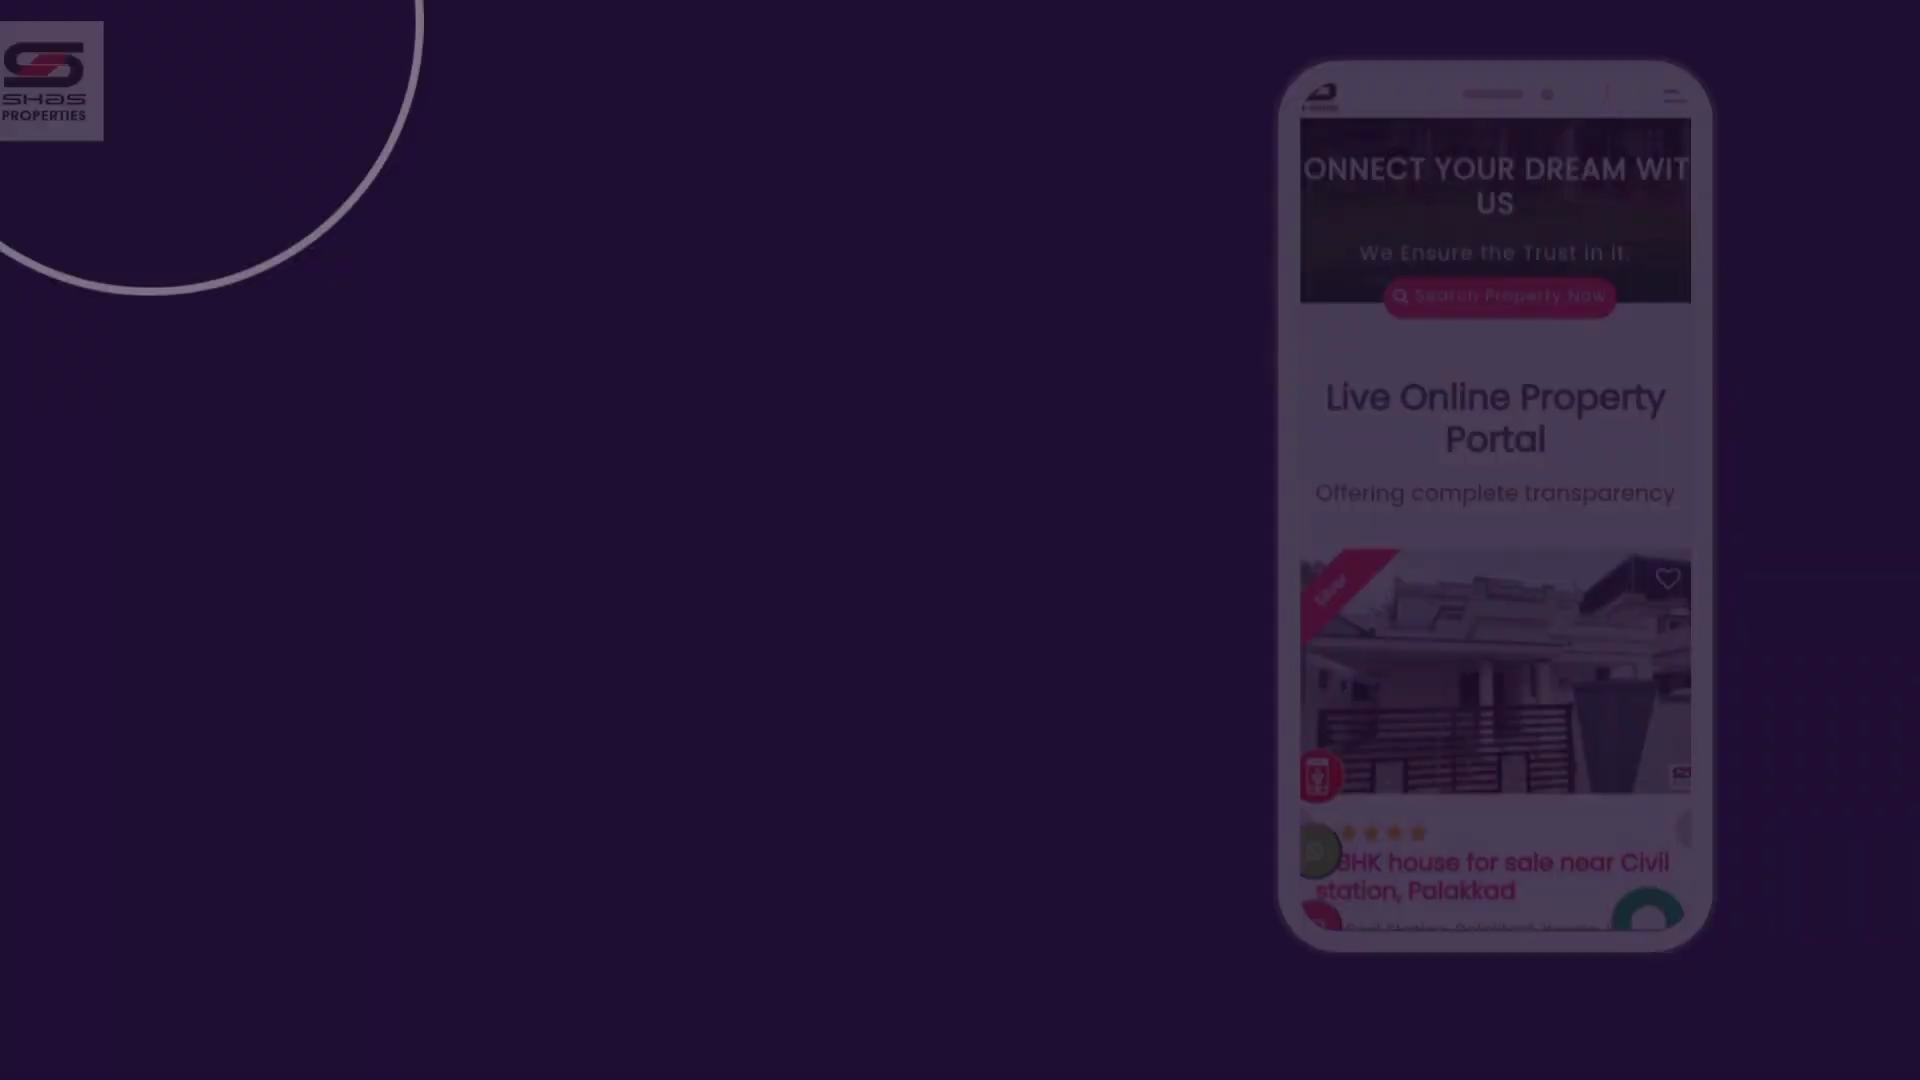 SHaS
PROPERTIES
ONNECT YOUR DREAM WIT
US
We Ensure the Trust in it.
Search Property Now
Live Online Property
Portal
Offering complete transparency
Silver
BHK house for sale near Civil
station, Palakkad